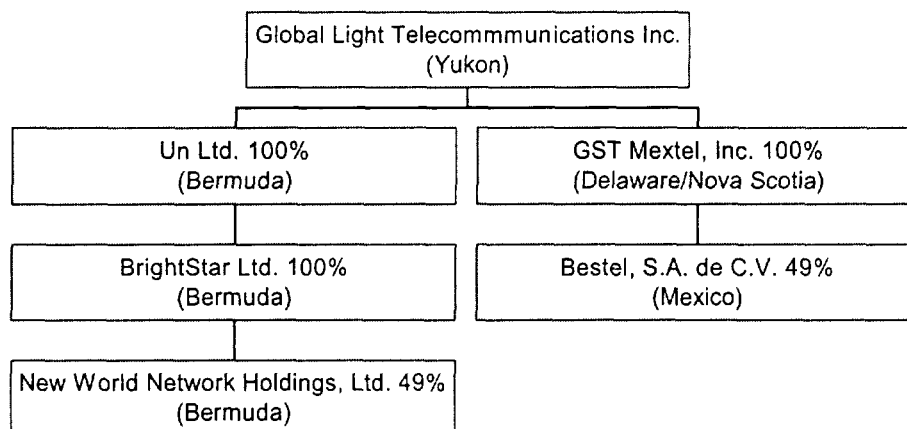 Global Light Telecommmunications Inc.
(Yukon)
Un Ltd. 100%
(Bermuda)
GST Mextel, Inc. 100%
(Delaware/Nova Scotia)
BrightStar Ltd. 100%
(Bermuda)
Bestel, S.A. de C.V. 49%
(Mexico)
New World Network Holdings, Ltd. 49%
(Bermuda)